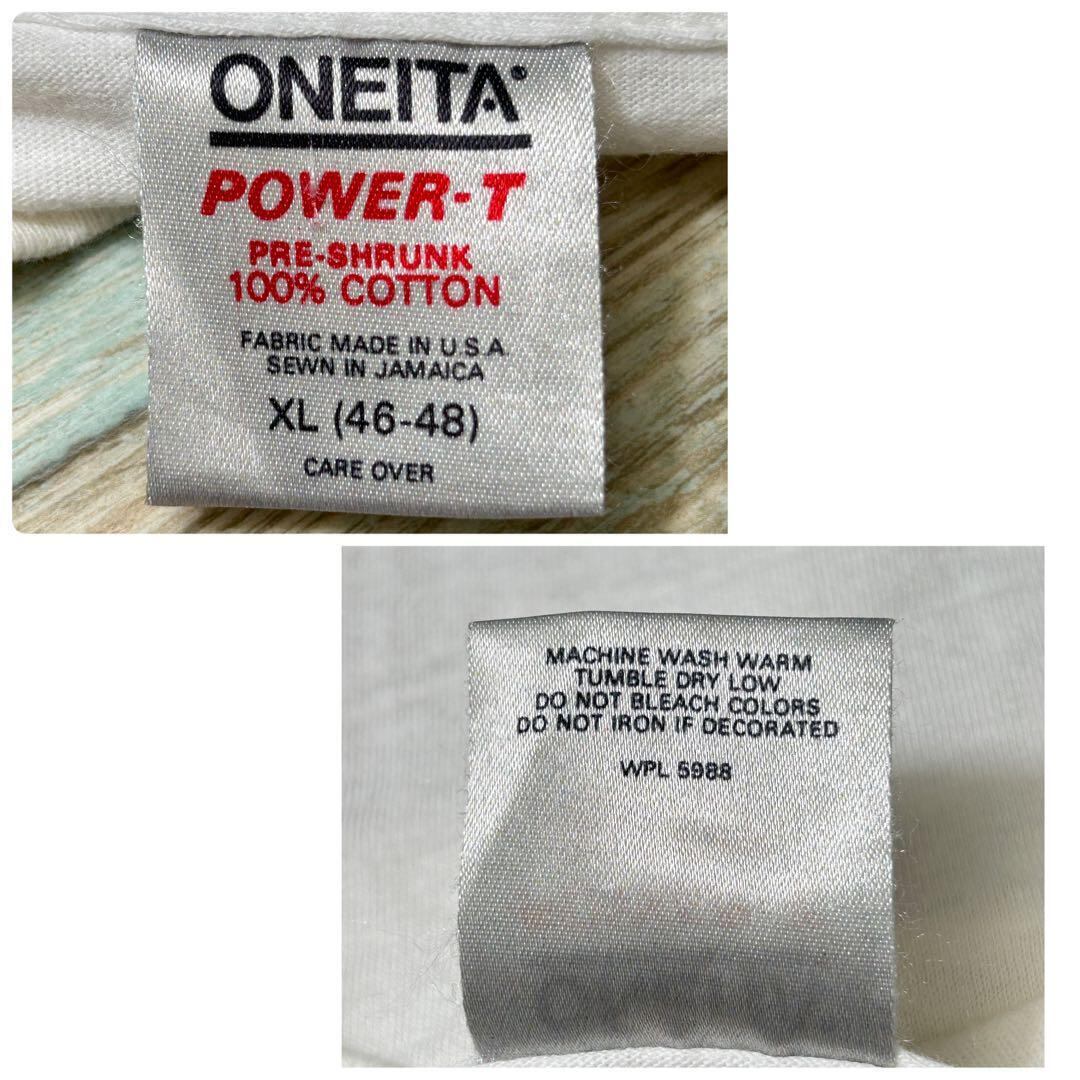 ONEITA
POWER-T
PRE-SHRUNK
100% COTTON
FABRIC MADE IN U.S.A.
SEWN IN JAMAICA
XL (46-48)
CARE OVER
MACHINE WASH WARM
TUMBLE DRY LOW
DO NOT BLEACH COLORS
DO NOT IRON IF DECORATED
WPL 5988